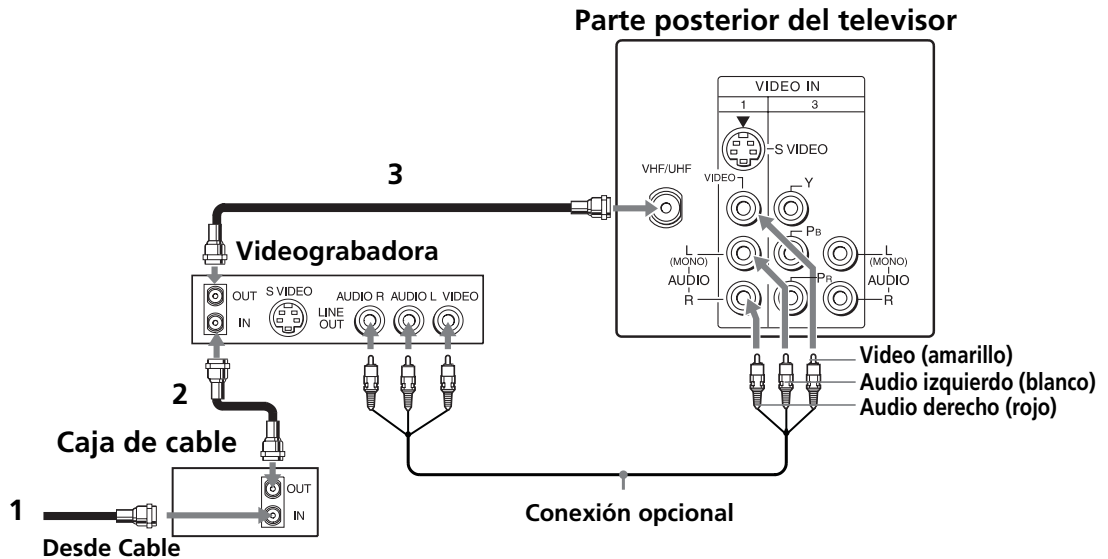 Parte posterior del televisor
VIDEO IN
1 3
S VIDEO
VHF/UHF
VIDEO
Y
3
PB
L
(MONO)
AUDIO
R
PR
L
(MONO)
AUDIO
R
Videograbadora
OUT
IN
S VIDEO
LINE
OUT
AUDIO R AUDIO L VIDEO
Video (amarillo)
Audio izquierdo (blanco)
Audio derecho (rojo)
2
Caja de cable
OUT
IN
1
Desde Cable
Conexión opcional